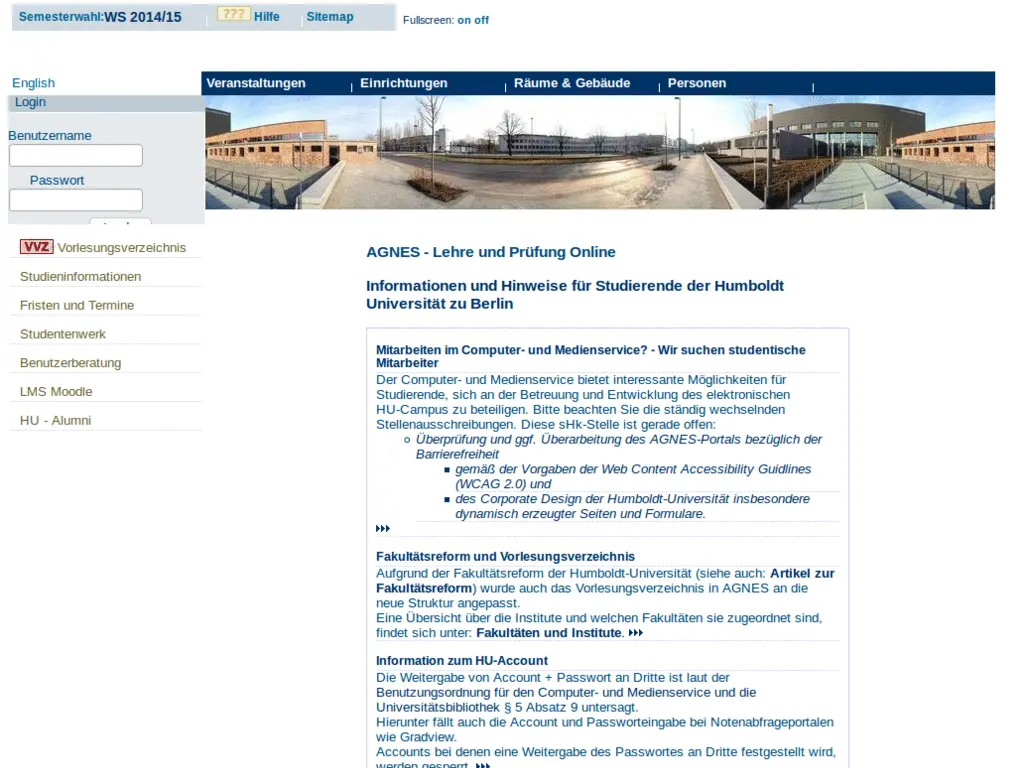 Semesterwahl:WS 2014/15
??? Hilfe
Sitemap
Fullscreen: on off
English
Veranstaltungen
Einrichtungen
Räume & Gebäude
Personen
Login
Benutzername
Passwort
VVZ Vorlesungsverzeichnis
Studieninformationen
Fristen und Termine
Studentenwerk
Benutzerberatung
LMS Moodle
HU - Alumni
AGNES - Lehre und Prüfung Online
Informationen und Hinweise für Studierende der Humboldt
Universität zu Berlin
Mitarbeiten im Computer- und Medienservice? - Wir suchen studentische
Mitarbeiter
Der Computer- und Medienservice bietet interessante Möglichkeiten für
Studierende, sich an der Betreuung und Entwicklung des elektronischen
HU-Campus zu beteiligen. Bitte beachten Sie die ständig wechselnden
Stellenausschreibungen. Diese sHk-Stelle ist gerade offen:
Überprüfung und ggf. Überarbeitung des AGNES-Portals bezüglich der
Barrierefreiheit
gemäß der Vorgaben der Web Content Accessibility Guidlines
(WCAG 2.0) und
des Corporate Design der Humboldt-Universität insbesondere
dynamisch erzeugter Seiten und Formulare.
Fakultätsreform und Vorlesungsverzeichnis
Aufgrund der Fakultätsreform der Humboldt-Universität (siehe auch: Artikel zur
Fakultätsreform) wurde auch das Vorlesungsverzeichnis in AGNES an die
neue Struktur angepasst.
Eine Übersicht über die Institute und welchen Fakultäten sie zugeordnet sind,
findet sich unter: Fakultäten und Institute.
Information zum HU-Account
Die Weitergabe von Account + Passwort an Dritte ist laut der
Benutzungsordnung für den Computer- und Medienservice und die
Universitätsbibliothek § 5 Absatz 9 untersagt.
Hierunter fällt auch die Account und Passworteingabe bei Notenabfrageportalen
wie Gradview.
Accounts bei denen eine Weitergabe des Passwortes an Dritte festgestellt wird,
werden gesperrt.